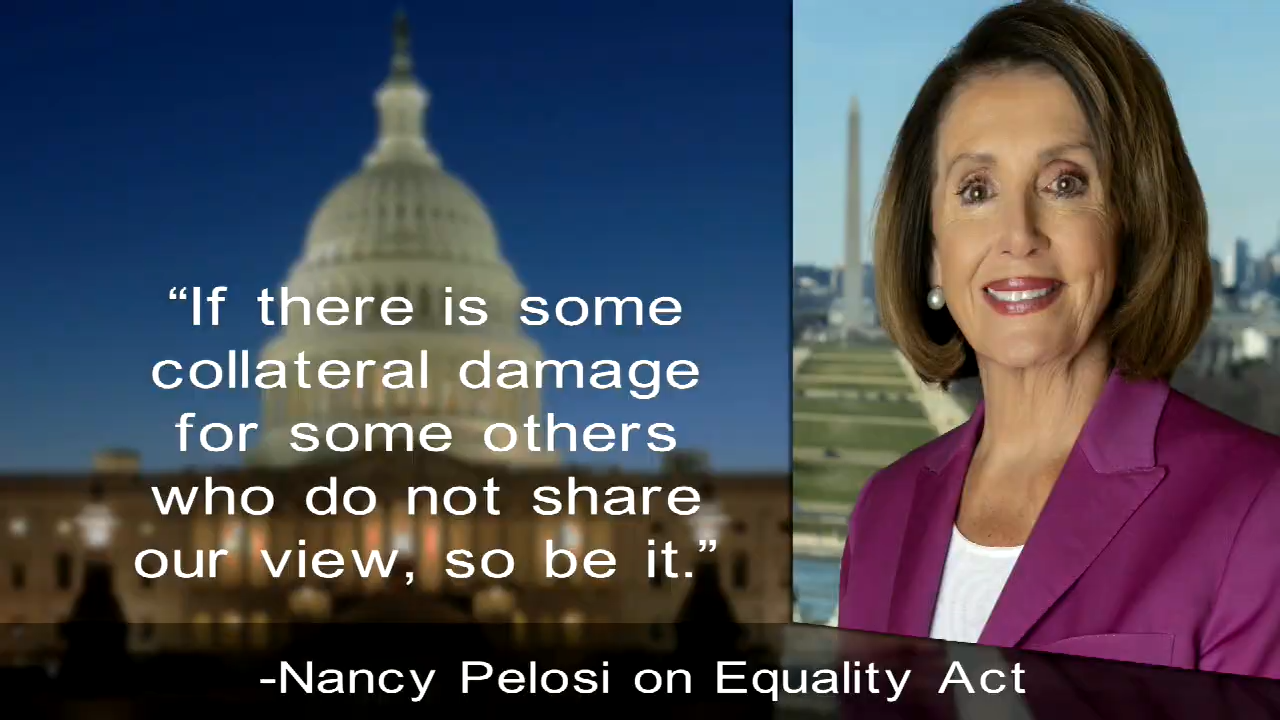 “If there is some
collateral damage
for some others
who do not share
our view, so be it.”
-Nancy Pelosi on Equality Act